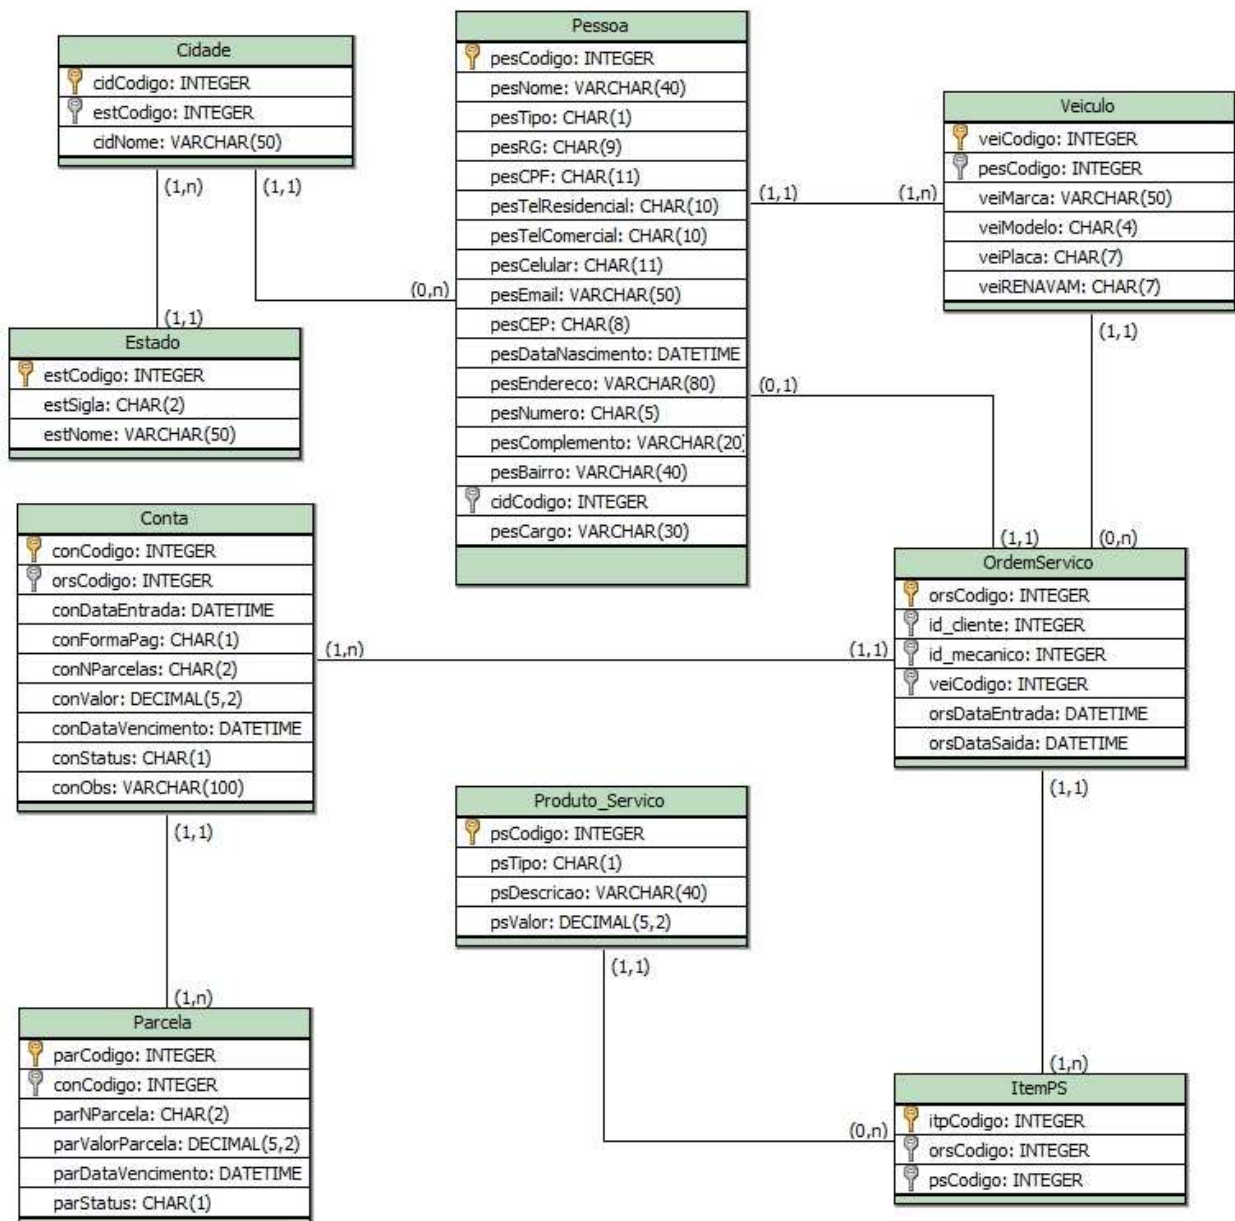 Pessoa
pesCodigo: INTEGER
pesNome: VARCHAR(40)
pesTipo: CHAR(1)
pesRG: CHAR(9)
pesCPF: CHAR(11)
pesTelResidencial: CHAR(10)
pesTelComercial: CHAR(10)
pesCelular: CHAR(11)
pesEmail: VARCHAR(50)
pesCEP: CHAR(8)
pesDataNascimento: DATETIME
pesEndereco: VARCHAR(80)
pesNumero: CHAR(5)
pesComplemento: VARCHAR(20)
pesBairro: VARCHAR(40)
cidCodigo: INTEGER
pesCargo: VARCHAR(30)
Cidade
cidCodigo: INTEGER
estCodigo: INTEGER
cidNome: VARCHAR(50)
(1,n)
(1,1)
(0,n)
(1,1)
Estado
estCodigo: INTEGER
estSigla: CHAR(2)
estNome: VARCHAR(50)
Veiculo
veiCodigo: INTEGER
pesCodigo: INTEGER
veiMarca: VARCHAR(50)
veiModelo: CHAR(4)
veiPlaca: CHAR(7)
veiRENAVAM: CHAR(7)
(1,1)
(1,n)
(1,1)
(0,1)
(1,1)
(0,n)
OrdemServico
orsCodigo: INTEGER
id_cliente: INTEGER
id_mecanico: INTEGER
veiCodigo: INTEGER
orsDataEntrada: DATETIME
orsDataSaida: DATETIME
Conta
conCodigo: INTEGER
orsCodigo: INTEGER
conDataEntrada: DATETIME
conFormaPag: CHAR(1)
conNParcelas: CHAR(2)
conValor: DECIMAL(5,2)
conDataVencimento: DATETIME
conStatus: CHAR(1)
conObs: VARCHAR(100)
(1,n)
(1,1)
(1,1)
(1,1)
Produto_Servico
psCodigo: INTEGER
psTipo: CHAR(1)
psDescricao: VARCHAR(40)
psValor: DECIMAL(5,2)
(1,1)
(1,n)
Parcela
parCodigo: INTEGER
conCodigo: INTEGER
parNParcela: CHAR(2)
parValorParcela: DECIMAL(5,2)
parDataVencimento: DATETIME
parStatus: CHAR(1)
(1,n)
(0,n)
ItemPS
itpCodigo: INTEGER
orsCodigo: INTEGER
psCodigo: INTEGER